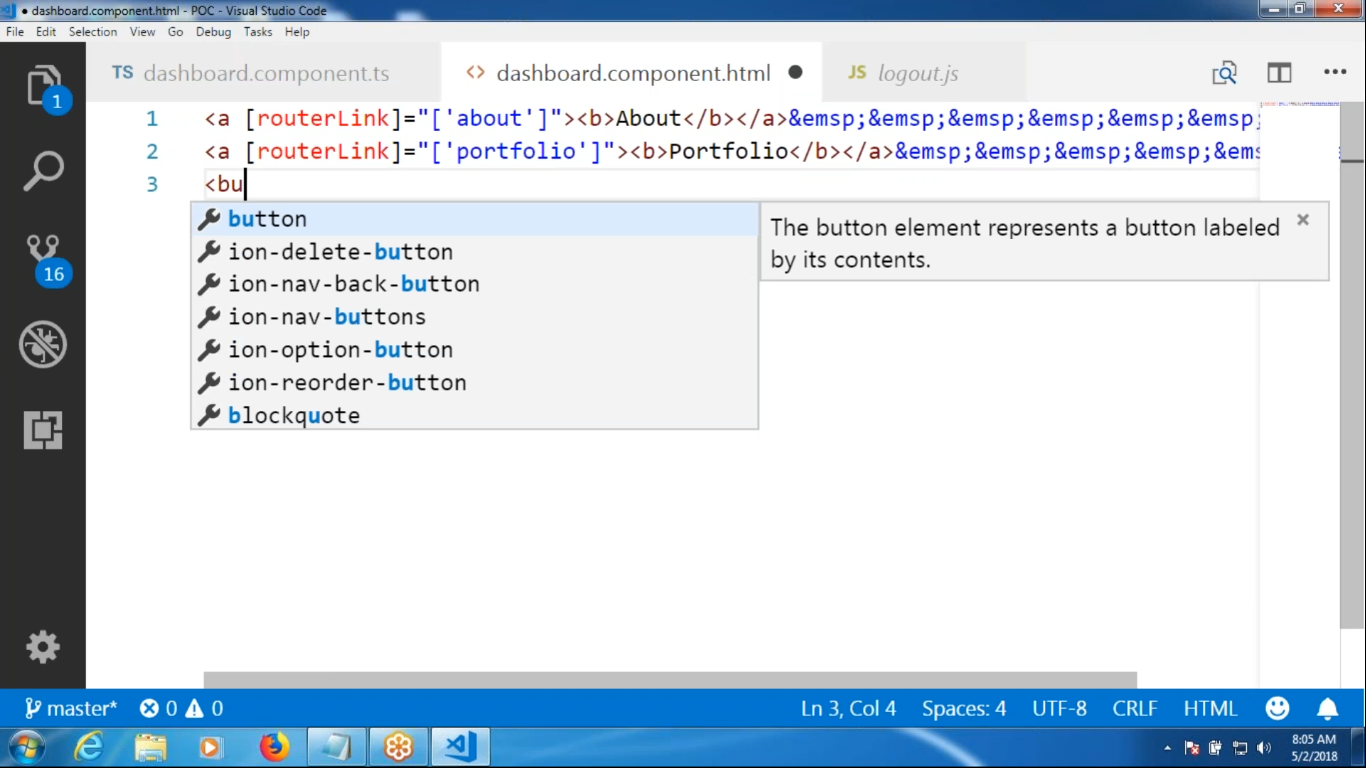 dashboard.component.html - POC - Visual Studio Code
File Edit Selection View Go Debug Tasks Help
TS dashboard.component.ts <> dashboard.component.html JS logout.js
1
1 <a [routerLink]="['about']"><b>About</b></a>&emsp;&emsp;&emsp;&emsp;&emsp;&emsp;
2 <a [routerLink]="['portfolio']"><b>Portfolio</b></a>&emsp;&emsp;&emsp;&emsp;&ems
3 <bu
button
The button element represents a button labeled
by its contents.
ion-delete-button
16
ion-nav-back-button
ion-nav-buttons
ion-option-button
ion-reorder-button
blockquote
master* 0 0 Ln 3, Col 4 Spaces: 4 UTF-8 CRLF HTML
8:05 AM
5/2/2018